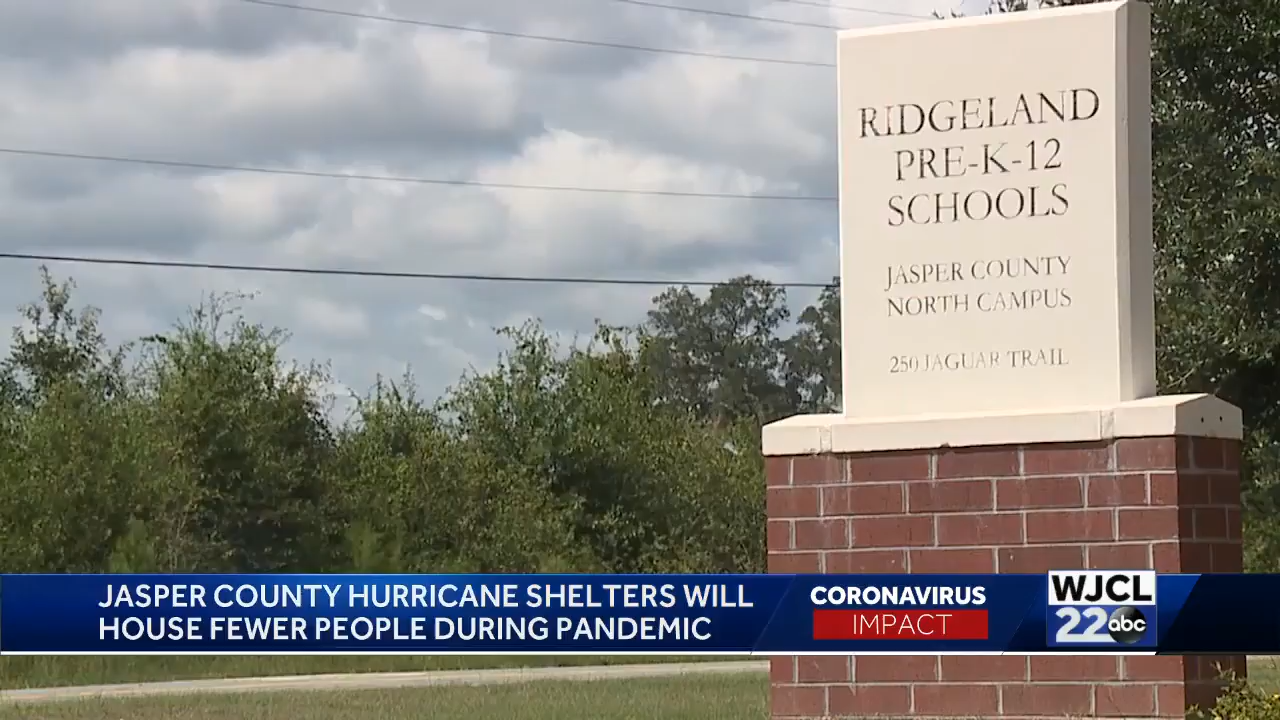 RIDGELAND
PRE-K-12
SCHOOLS
JASPER COUNTY
NORTH CAMPUS
250 JAGUAR TRAIL
JASPER COUNTY HURRICANE SHELTERS WILL
HOUSE FEWER PEOPLE DURING PANDEMIC
CORONAVIRUS
IMPACT
WJCL
22 abc